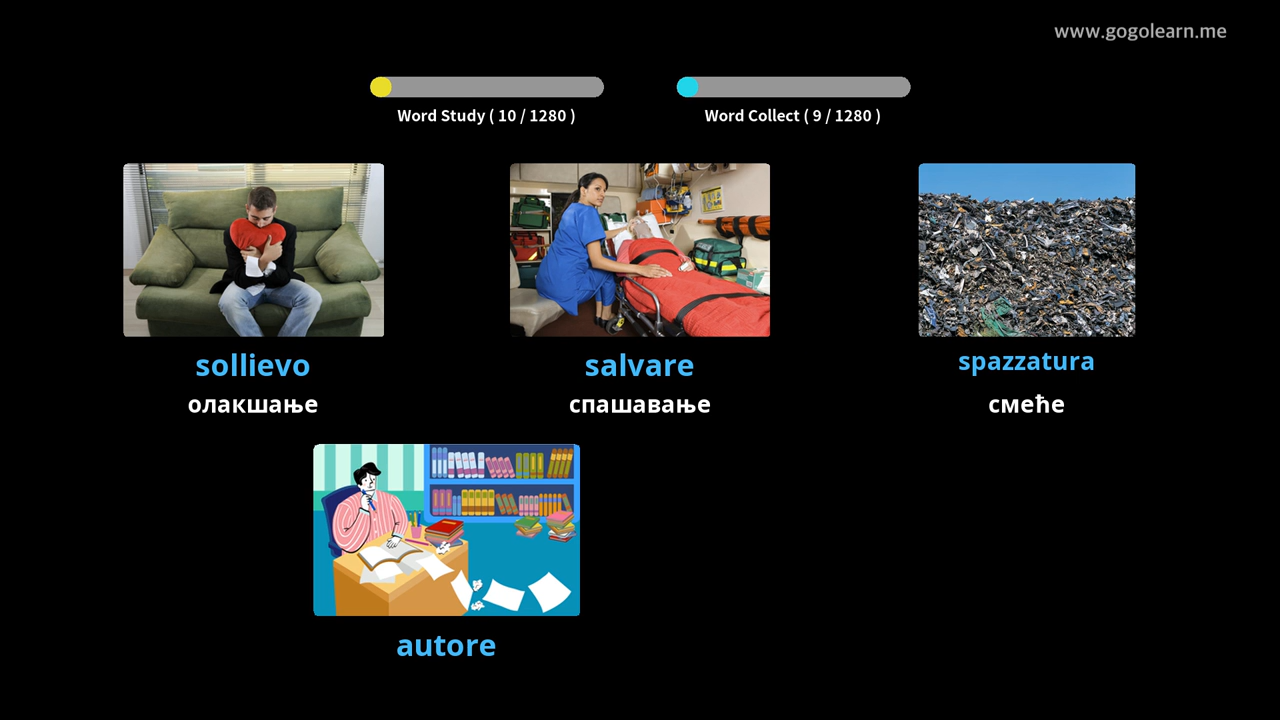 www.gogolearn.me
Word Study ( 10 / 1280 )
Word Collect ( 9 / 1280 )
sollievo
олакшање
salvare
спашавање
spazzatura
смеће
autore